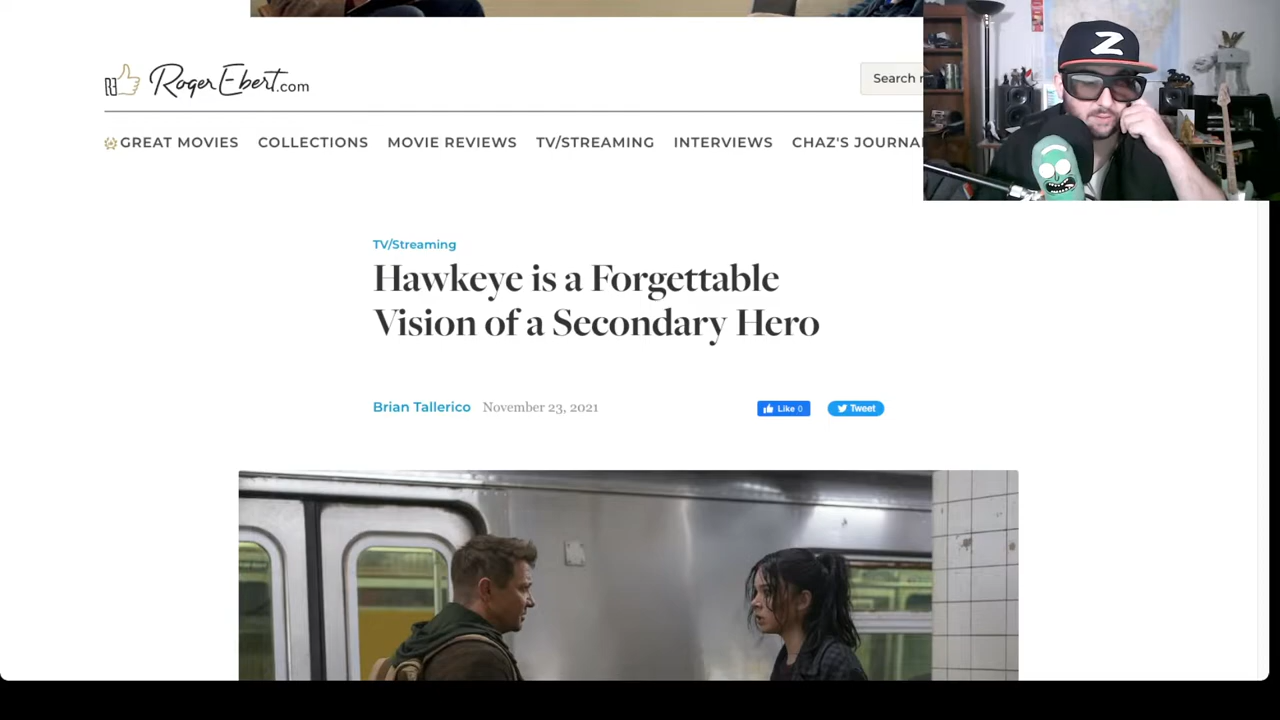 RogerEbert.com
Search
GREAT MOVIES COLLECTIONS MOVIE REVIEWS TV/STREAMING INTERVIEWS CHAZ'S JOURNA
Z
TV/Streaming
Hawkeye is a Forgettable
Vision of a Secondary Hero
Brian Tallerico November 23, 2021 Like 0 Tweet